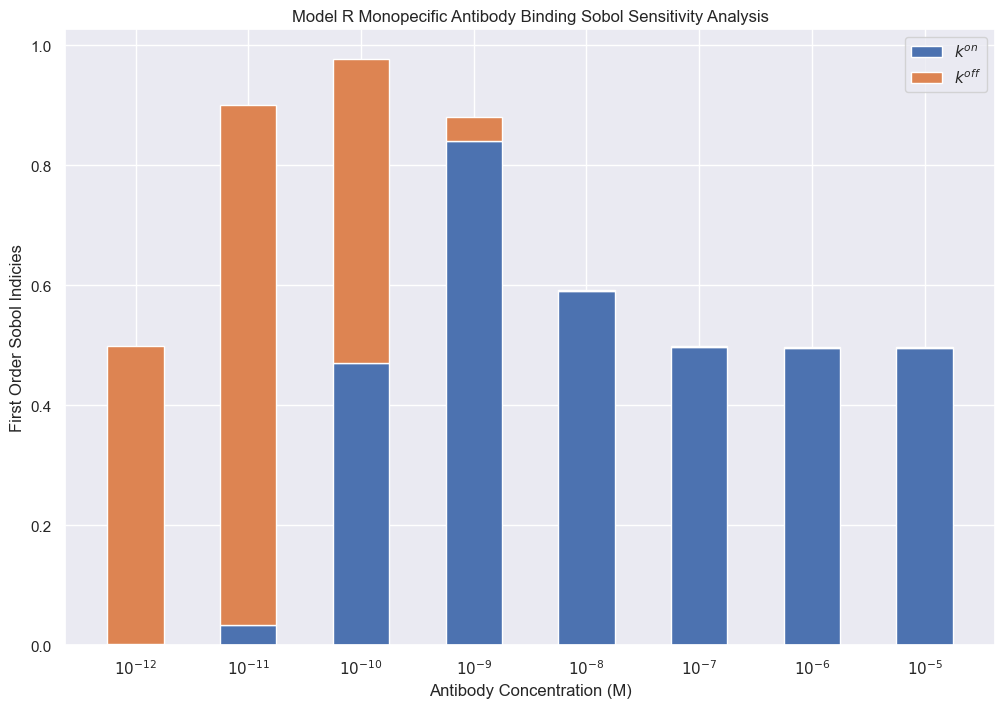 Model R Monopecific Antibody Binding Sobol Sensitivity Analysis
k^{on}
k^{off}
First Order Sobol Indicies
1.0
0.8
0.6
0.4
0.2
0.0
10^{-12} 10^{-11} 10^{-10} 10^{-9} 10^{-8} 10^{-7} 10^{-6} 10^{-5}
Antibody Concentration (M)